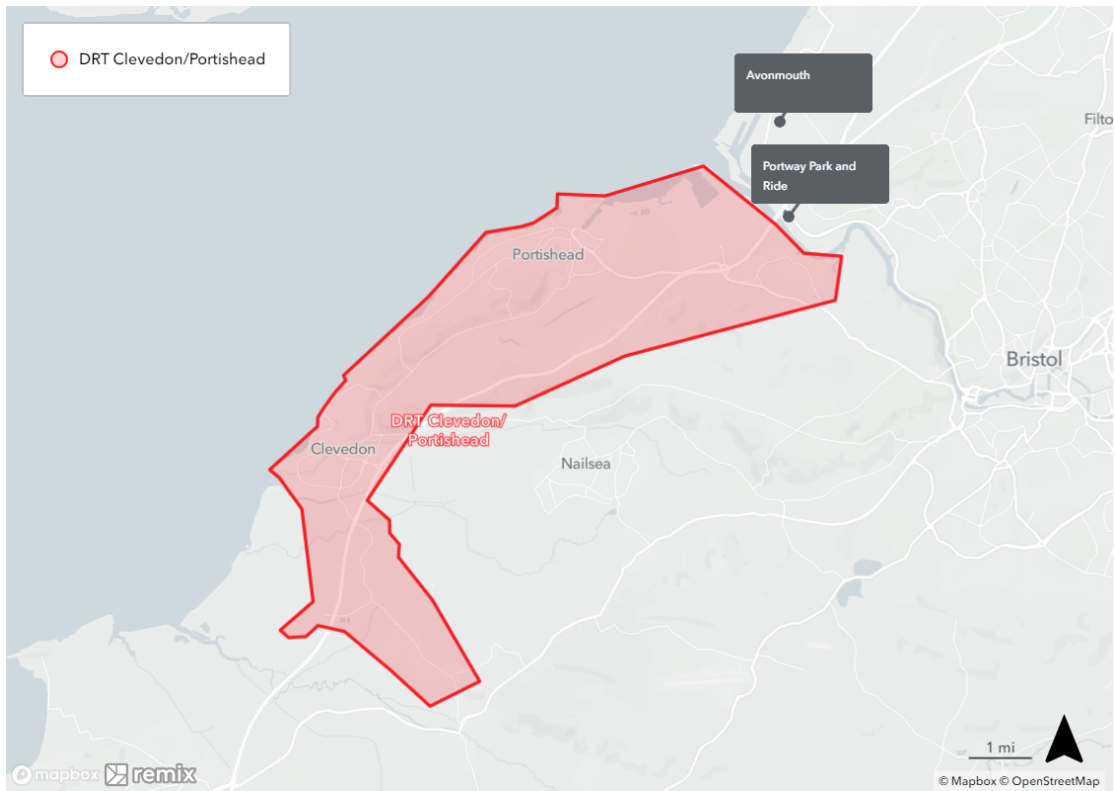 DRT Clevedon/Portishead
Avonmouth
Filto
Portway Park and
Ride
Portishead
Bristol
DRT Clevedon/
Portishead
Clevedon
Nailsea
1 mi
mapbox remix
© Mapbox © OpenStreetMap